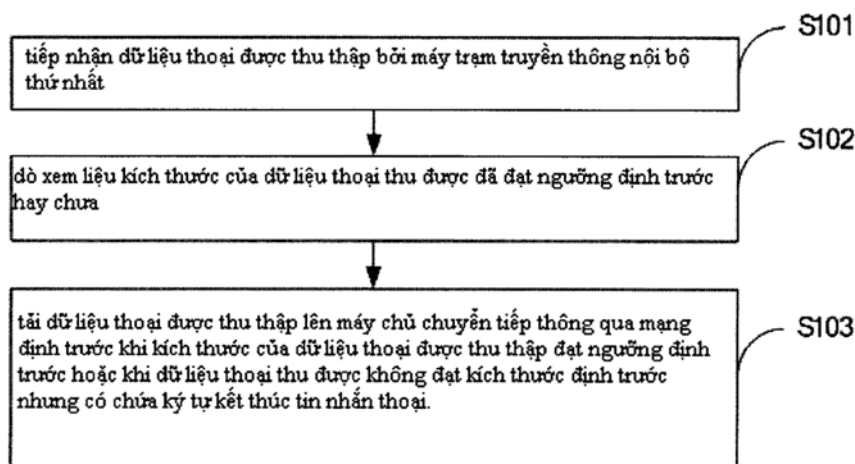 S101
tiếp nhận dữ liệu thoại được thu thập bởi máy trạm truyền thông nội bộ
thứ nhất
S102
dò xem liệu kích thước của dữ liệu thoại thu được đã đạt ngưỡng định trước
hay chưa
S103
tải dữ liệu thoại được thu thập lên máy chủ chuyển tiếp thông qua mạng
định trước khi kích thước của dữ liệu thoại được thu thập đạt ngưỡng định
trước hoặc khi dữ liệu thoại thu được không đạt kích thước định trước
nhưng có chứa ký tự kết thúc tin nhắn thoại.